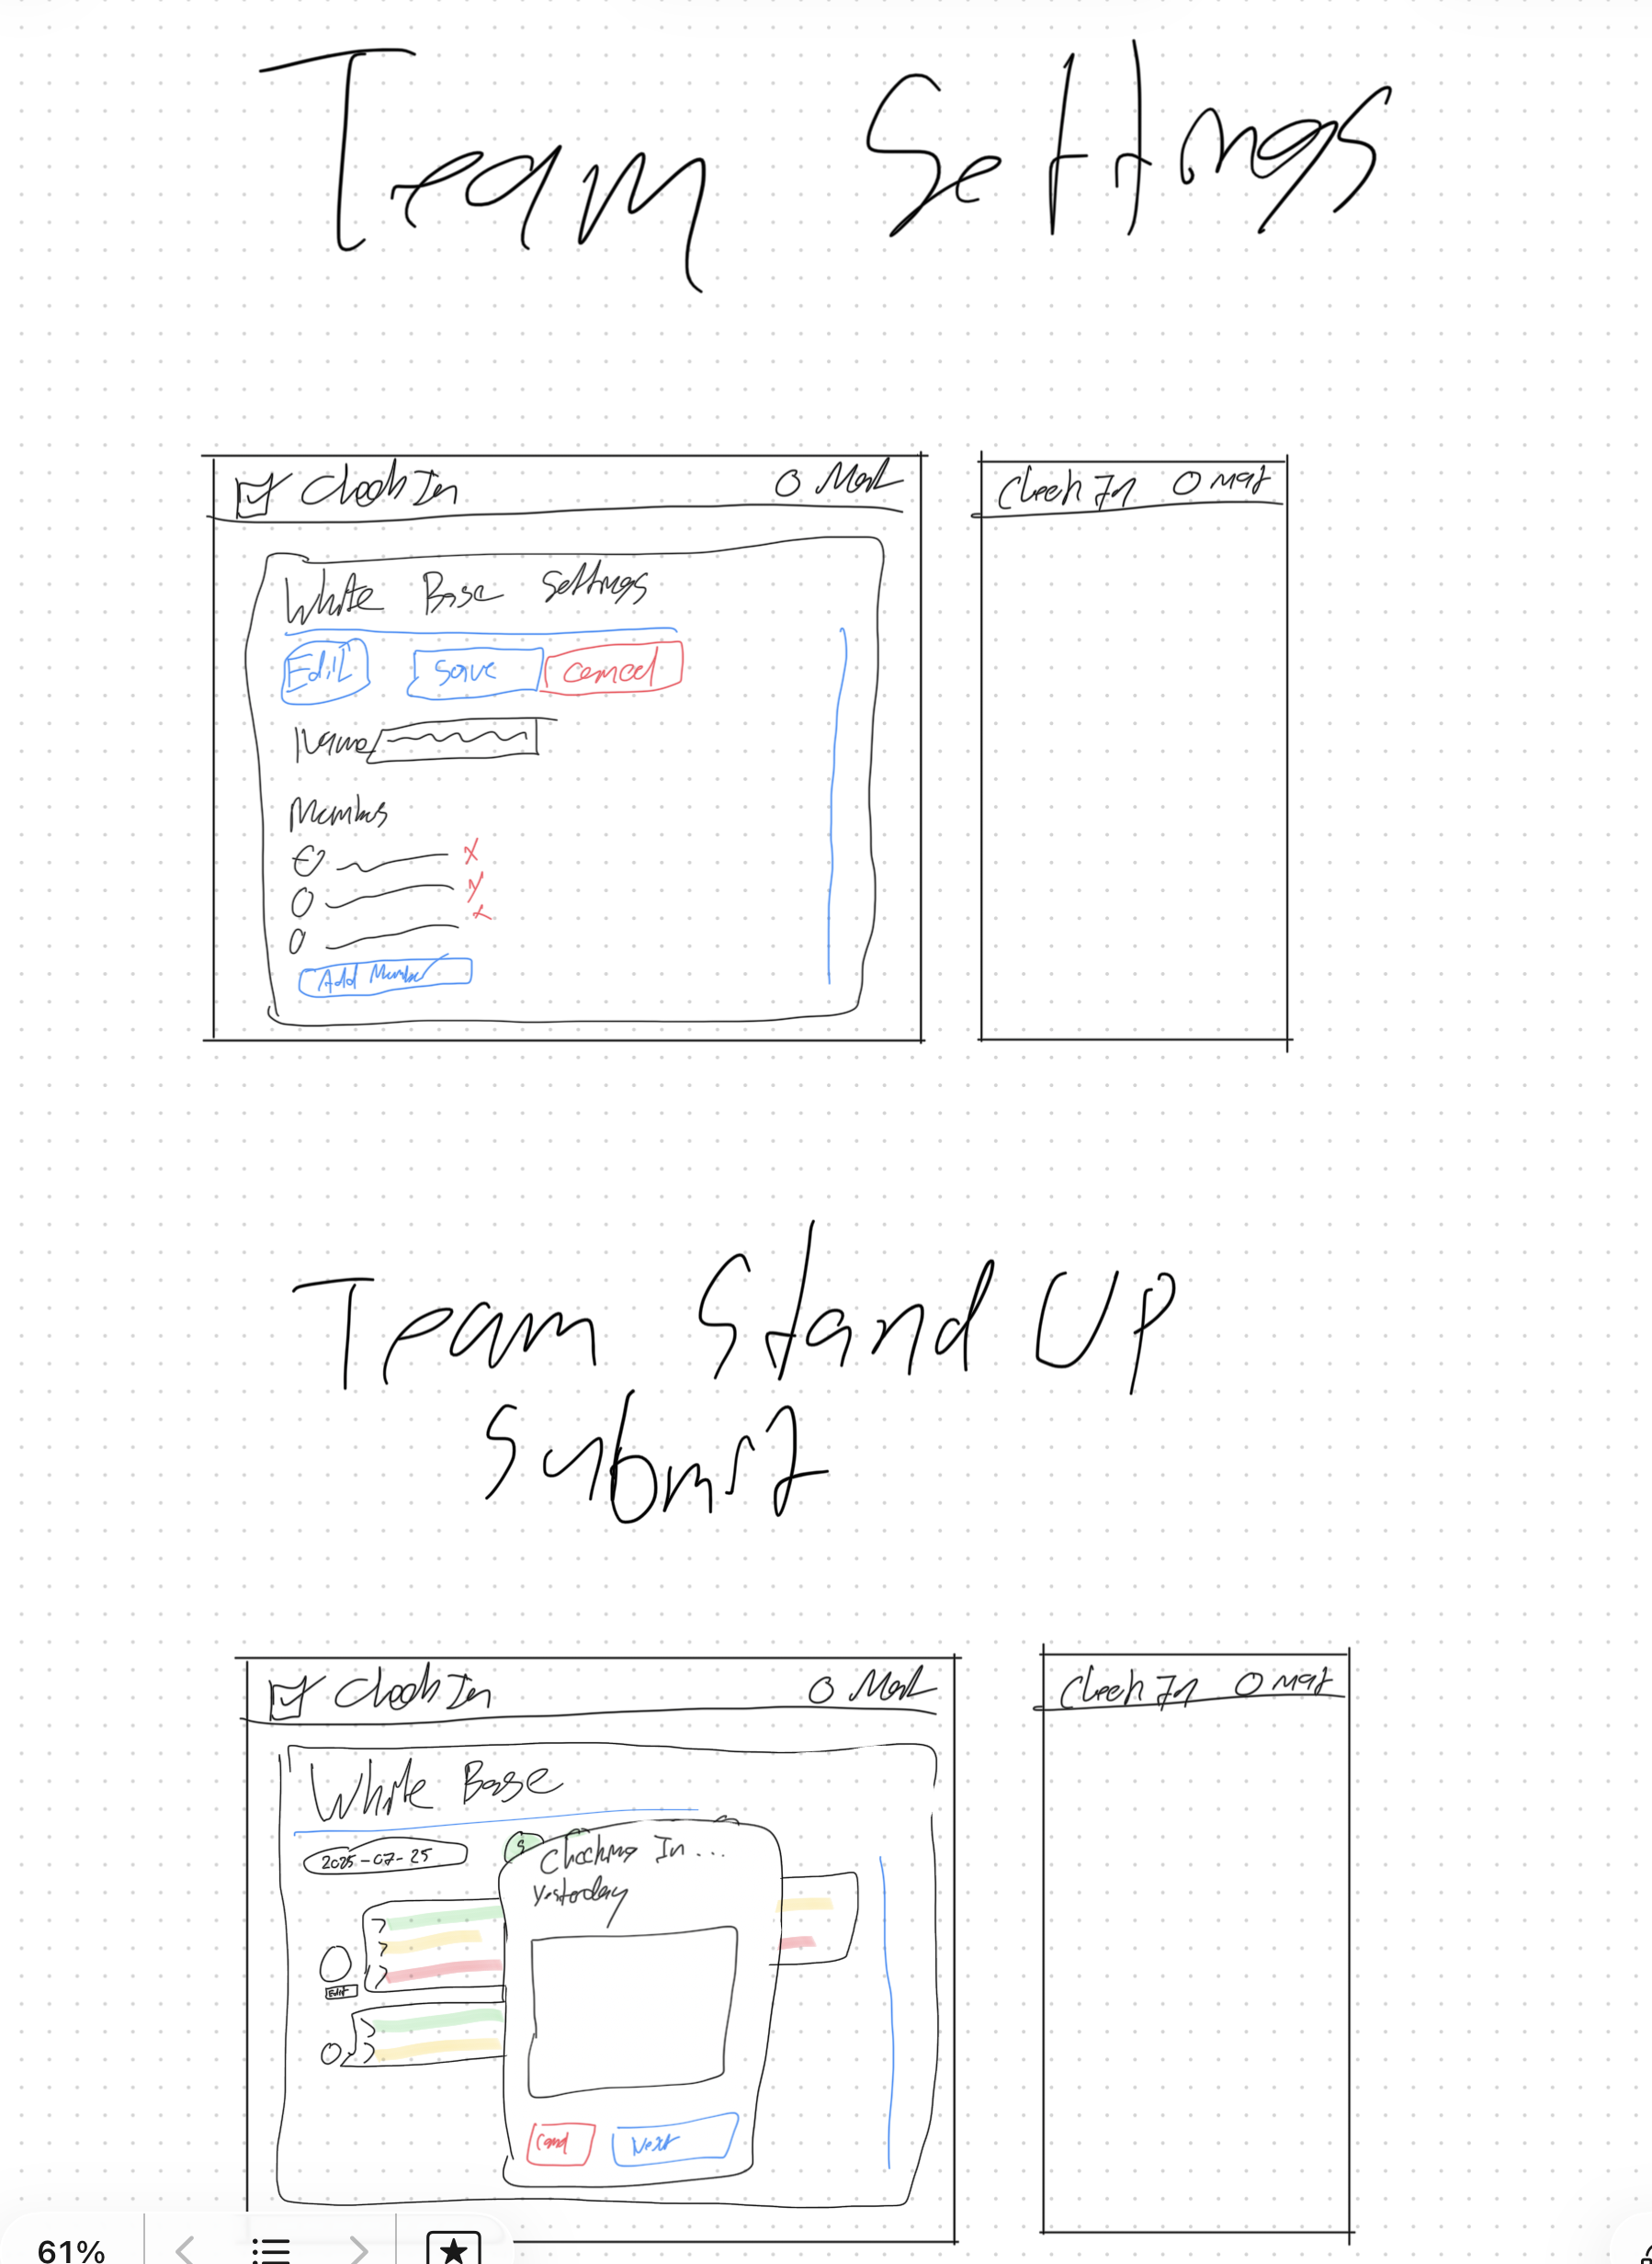 Team Settings
Check In
O Mark
Check In O Mark
White Base Settings
Edit
Save
Cancel
Name
Members
X
X
X
Add Member
Team Stand Up
Submit
Check In
O Mark
Check In O Mark
White Base
2025-07-25
S
Checking In...
Yesterday
Edit
Cancel
Next
61%